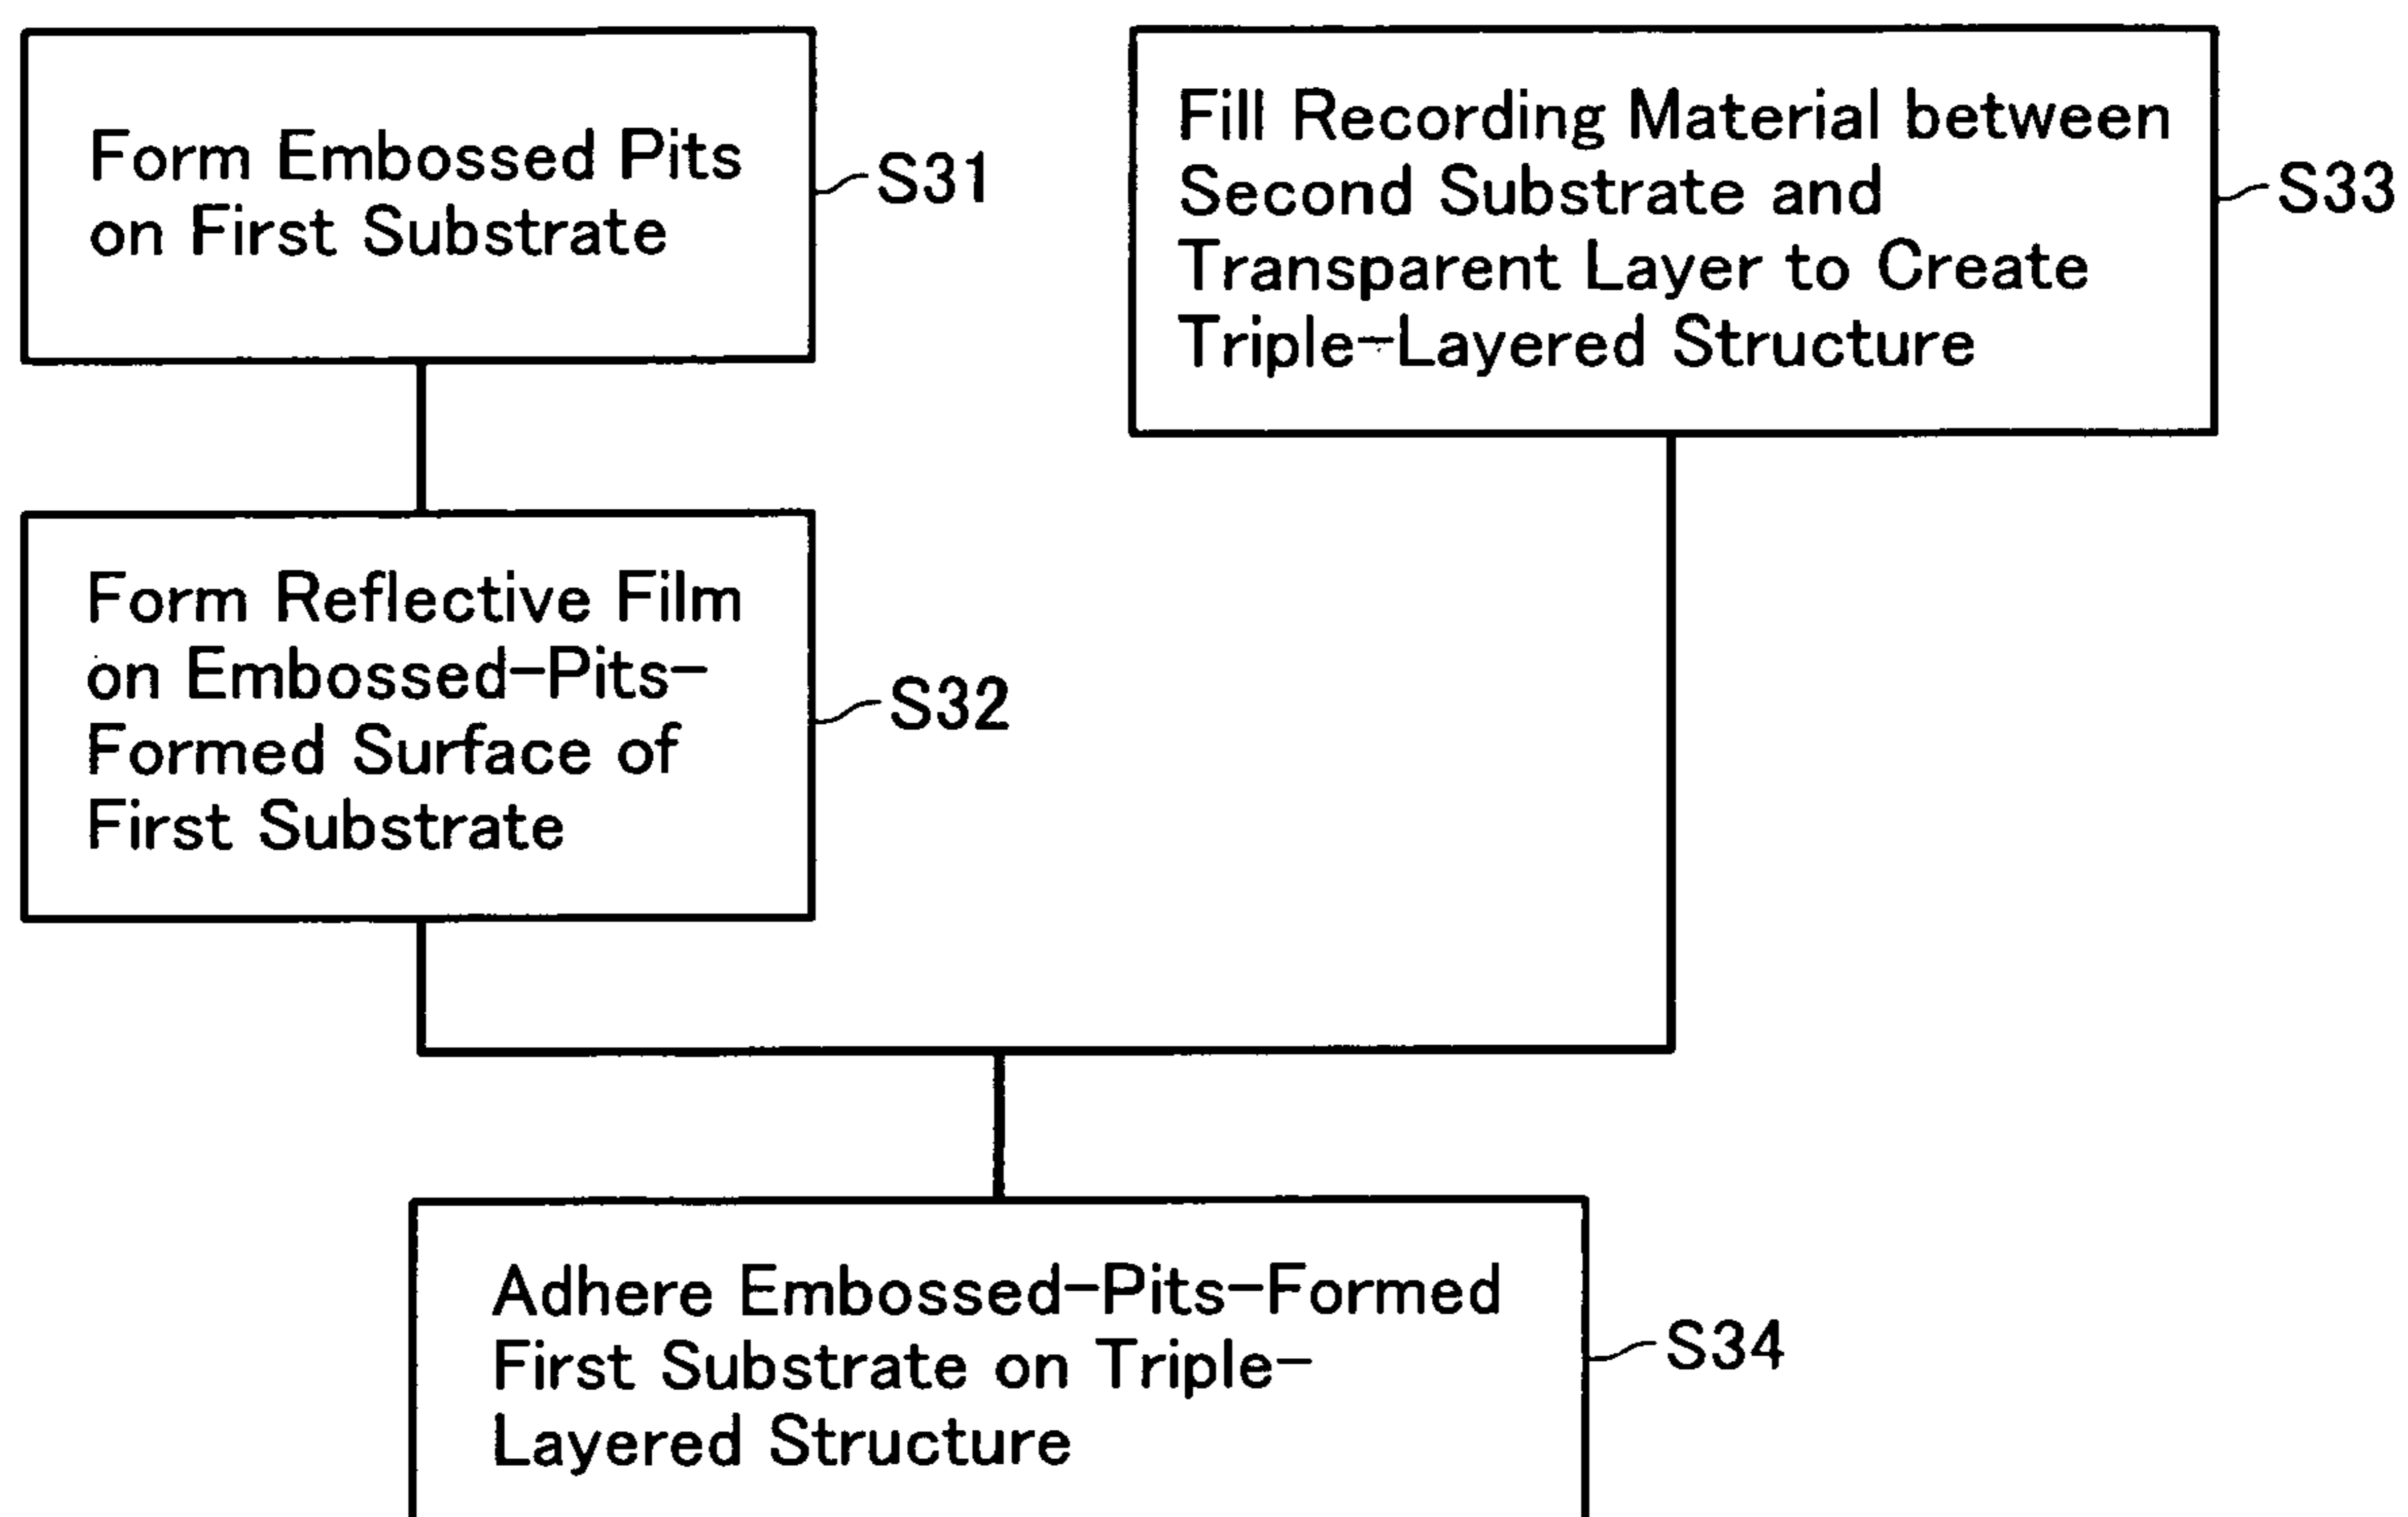 Form Embossed Pits
on First Substrate
S31
Fill Recording Material between
Second Substrate and
Transparent Layer to Create
Triple-Layered Structure
S33
Form Reflective Film
on Embossed-Pits-
Formed Surface of
First Substrate
S32
Adhere Embossed-Pits-Formed
First Substrate on Triple-
Layered Structure
S34